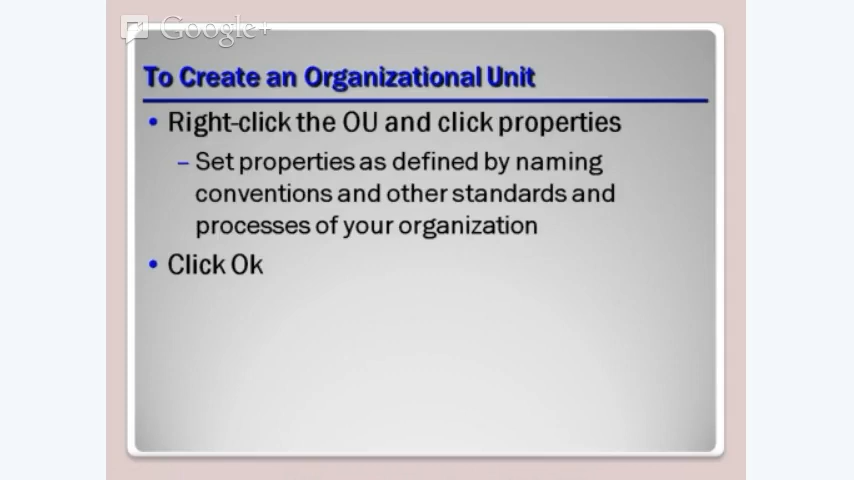 Google+
To Create an Organizational Unit
• Right-click the OU and click properties
– Set properties as defined by naming
conventions and other standards and
processes of your organization
• Click Ok